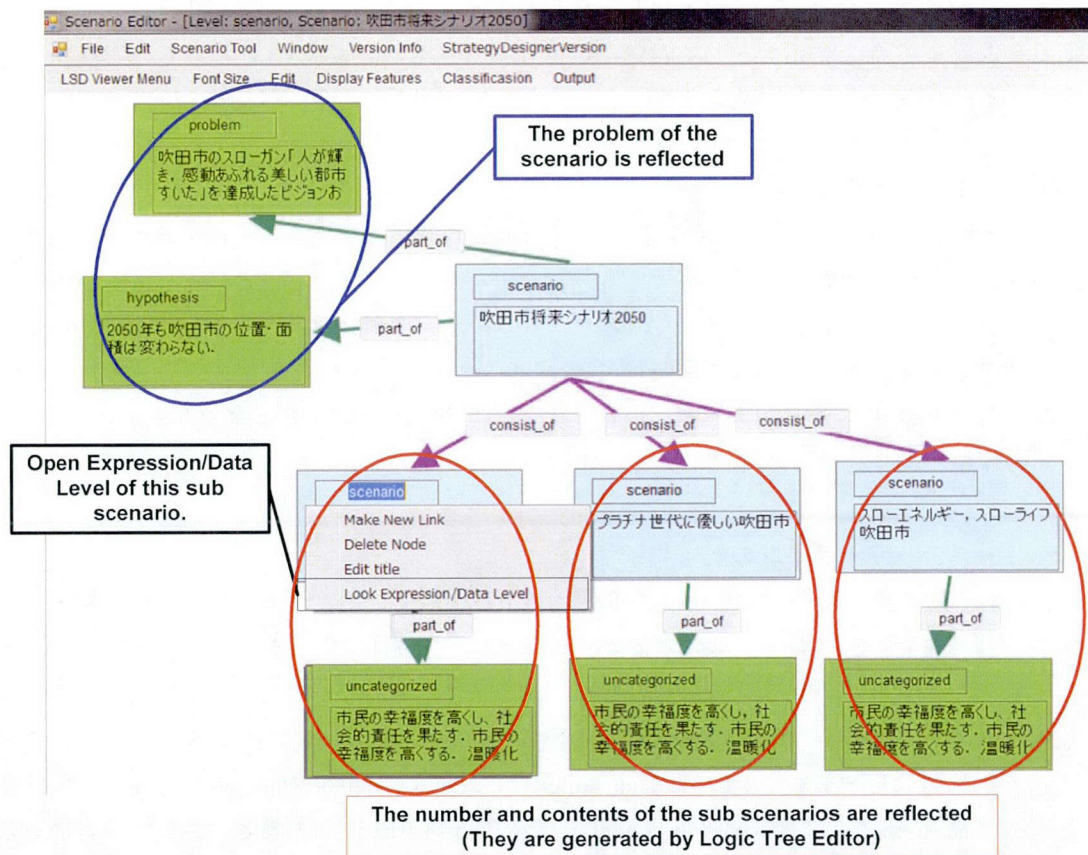 Scenario Editor - [Level: scenario, Scenario: 吹田市将来シナリオ2050]
File Edit Scenario Tool Window Version Info StrategyDesignerVersion
LSD Viewer Menu Font Size Edit Display Features Classificasion Output
problem
吹田市のスローガン「人が輝
き，感動あふれる美しい都市
すいた」を達成したビジョンお
The problem of the
scenario is reflected
part_of
hypothesis
2050年も吹田市の位置・面
積は変わらない．
part_of
scenario
吹田市将来シナリオ2050
consist_of
consist_of
consist_of
Open Expression/Data
Level of this sub
scenario.
scenario
Make New Link
Delete Node
Edit title
Look Expression/Data Level
scenario
プラチナ世代に優しい吹田市
scenario
スローエネルギー，スローライフ
吹田市
part_of
part_of
part_of
uncategorized
市民の幸福度を高くし、社
会的責任を果たす．市民の
幸福度を高くする． 温暖化
uncategorized
市民の幸福度を高くし，社
会的責任を果たす．市民の
幸福度を高くする． 温暖化
uncategorized
市民の幸福度を高くし、社
会的責任を果たす．市民の
幸福度を高くする． 温暖化
The number and contents of the sub scenarios are reflected
(They are generated by Logic Tree Editor)